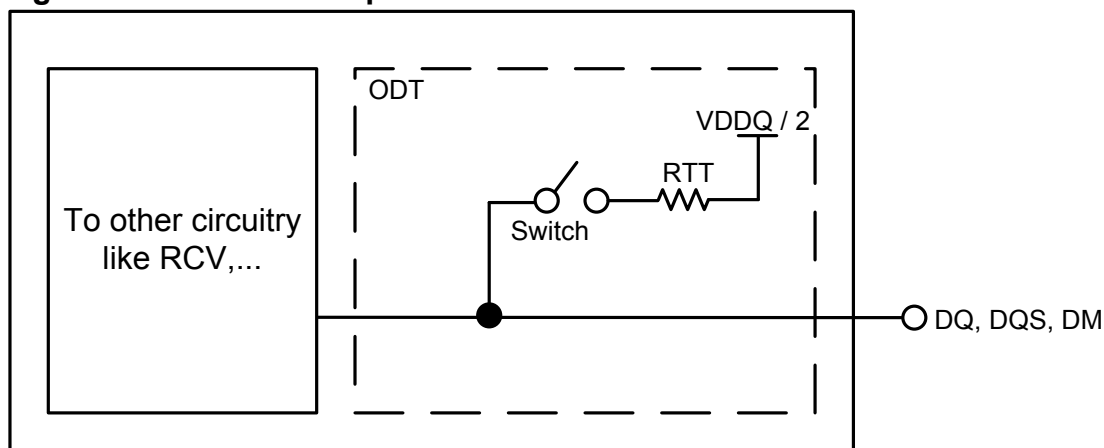 ODT
VDDQ / 2
RTT
Switch
To other circuitry
like RCV,...
DQ, DQS, DM